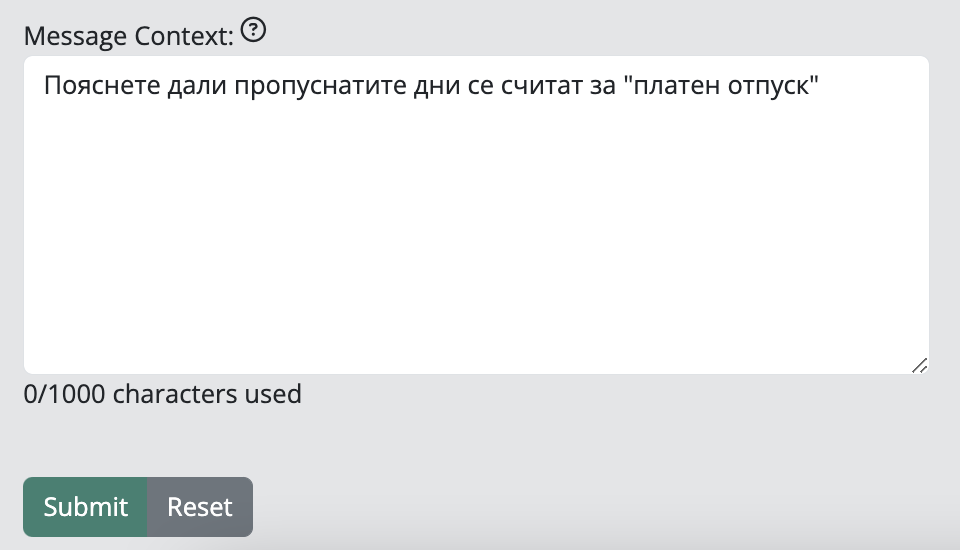 Message Context: ?
Пояснете дали пропуснатите дни се считат за "платен отпуск"
0/1000 characters used
Submit Reset